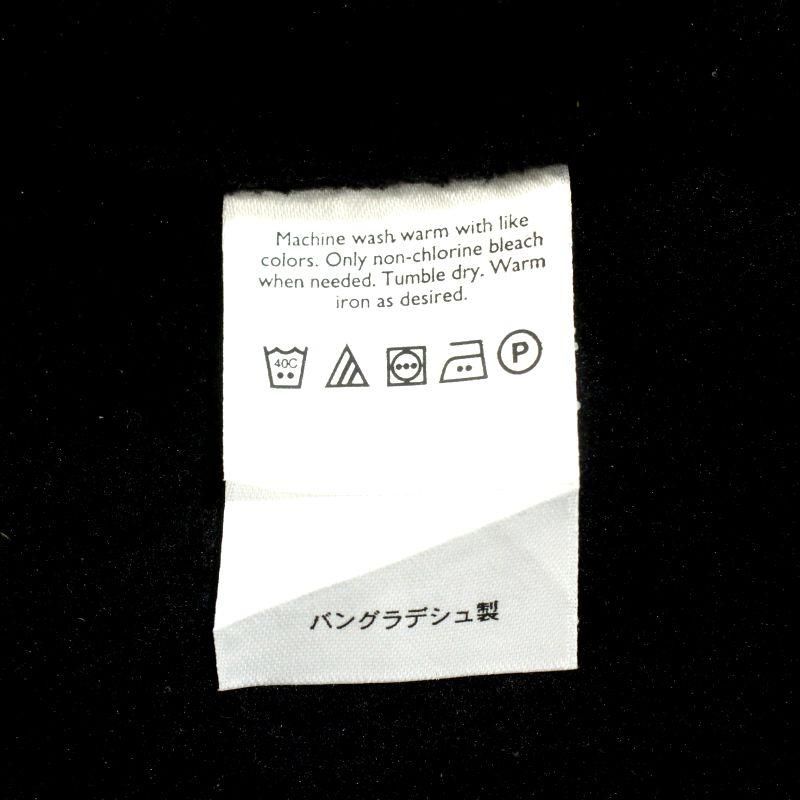 Machine wash warm with like
colors. Only non-chlorine bleach
when needed. Tumble dry. Warm
iron as desired.
40C P
バングラデシュ製